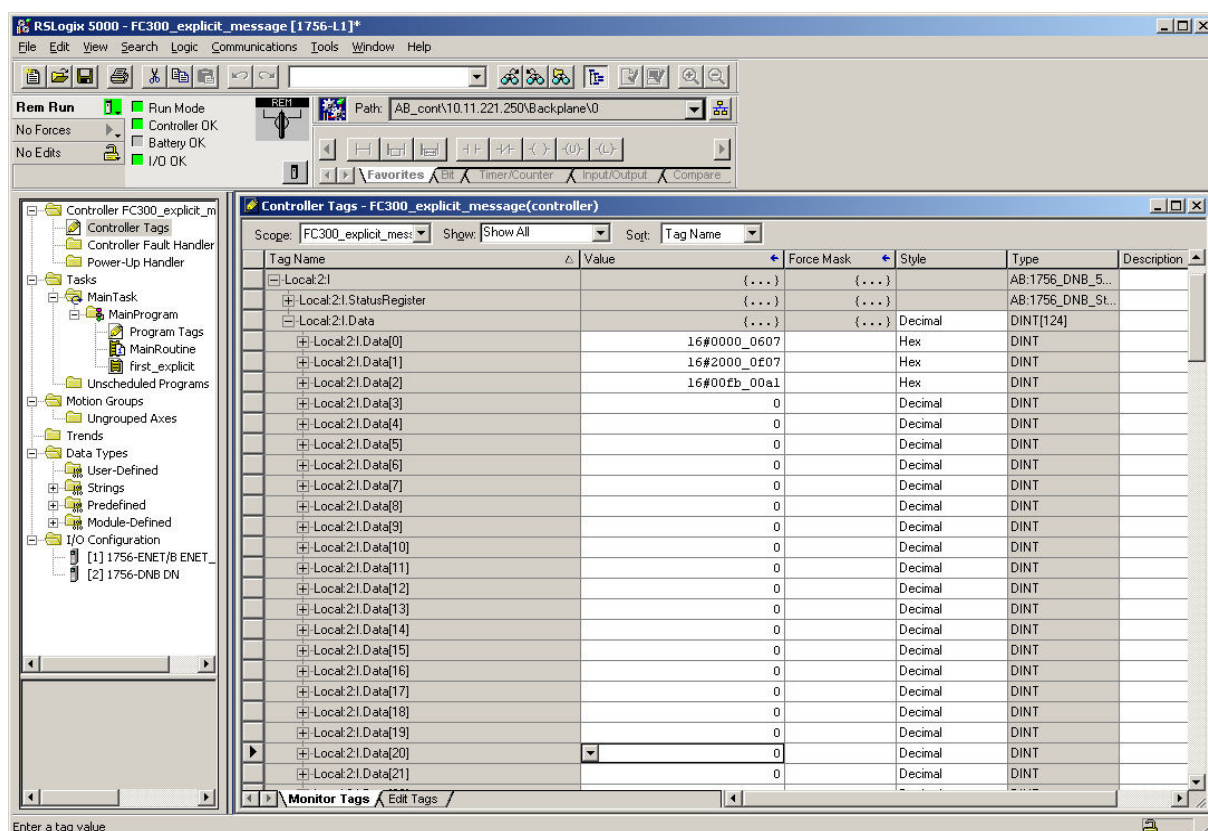 RSLogix 5000 - FC300_explicit_message [1756-L1]*
File Edit View Search Logic Communications Tools Window Help
Rem Run Run Mode
No Forces Controller OK
No Edits Battery OK
I/O OK
REM
Path: AB_cont\10.11.221.250\Backplane\0
Favorites Bit Timer/Counter Input/Output Compare
Controller FC300_explicit_m
Controller Tags
Controller Fault Handler
Power-Up Handler
Tasks
MainTask
MainProgram
Program Tags
MainRoutine
first_explicit
Unscheduled Programs
Motion Groups
Ungrouped Axes
Trends
Data Types
User-Defined
Strings
Predefined
Module-Defined
I/O Configuration
[1] 1756-ENET/B ENET_
[2] 1756-DNB DN
Controller Tags - FC300_explicit_message(controller)
Scope: FC300_explicit_mess Show: Show All Sort: Tag Name
Tag Name Value Force Mask Style Type Description
Local:2:I {...} {...} AB:1756_DNB_5...
Local:2:I.StatusRegister {...} {...} AB:1756_DNB_St...
Local:2:I.Data {...} {...} Decimal DINT[124]
Local:2:I.Data[0] 16#0000_0607 Hex DINT
Local:2:I.Data[1] 16#2000_0f07 Hex DINT
Local:2:I.Data[2] 16#00fb_00a1 Hex DINT
Local:2:I.Data[3] 0 Decimal DINT
Local:2:I.Data[4] 0 Decimal DINT
Local:2:I.Data[5] 0 Decimal DINT
Local:2:I.Data[6] 0 Decimal DINT
Local:2:I.Data[7] 0 Decimal DINT
Local:2:I.Data[8] 0 Decimal DINT
Local:2:I.Data[9] 0 Decimal DINT
Local:2:I.Data[10] 0 Decimal DINT
Local:2:I.Data[11] 0 Decimal DINT
Local:2:I.Data[12] 0 Decimal DINT
Local:2:I.Data[13] 0 Decimal DINT
Local:2:I.Data[14] 0 Decimal DINT
Local:2:I.Data[15] 0 Decimal DINT
Local:2:I.Data[16] 0 Decimal DINT
Local:2:I.Data[17] 0 Decimal DINT
Local:2:I.Data[18] 0 Decimal DINT
Local:2:I.Data[19] 0 Decimal DINT
Local:2:I.Data[20] 0 Decimal DINT
Local:2:I.Data[21] 0 Decimal DINT
Monitor Tags Edit Tags
Enter a tag value